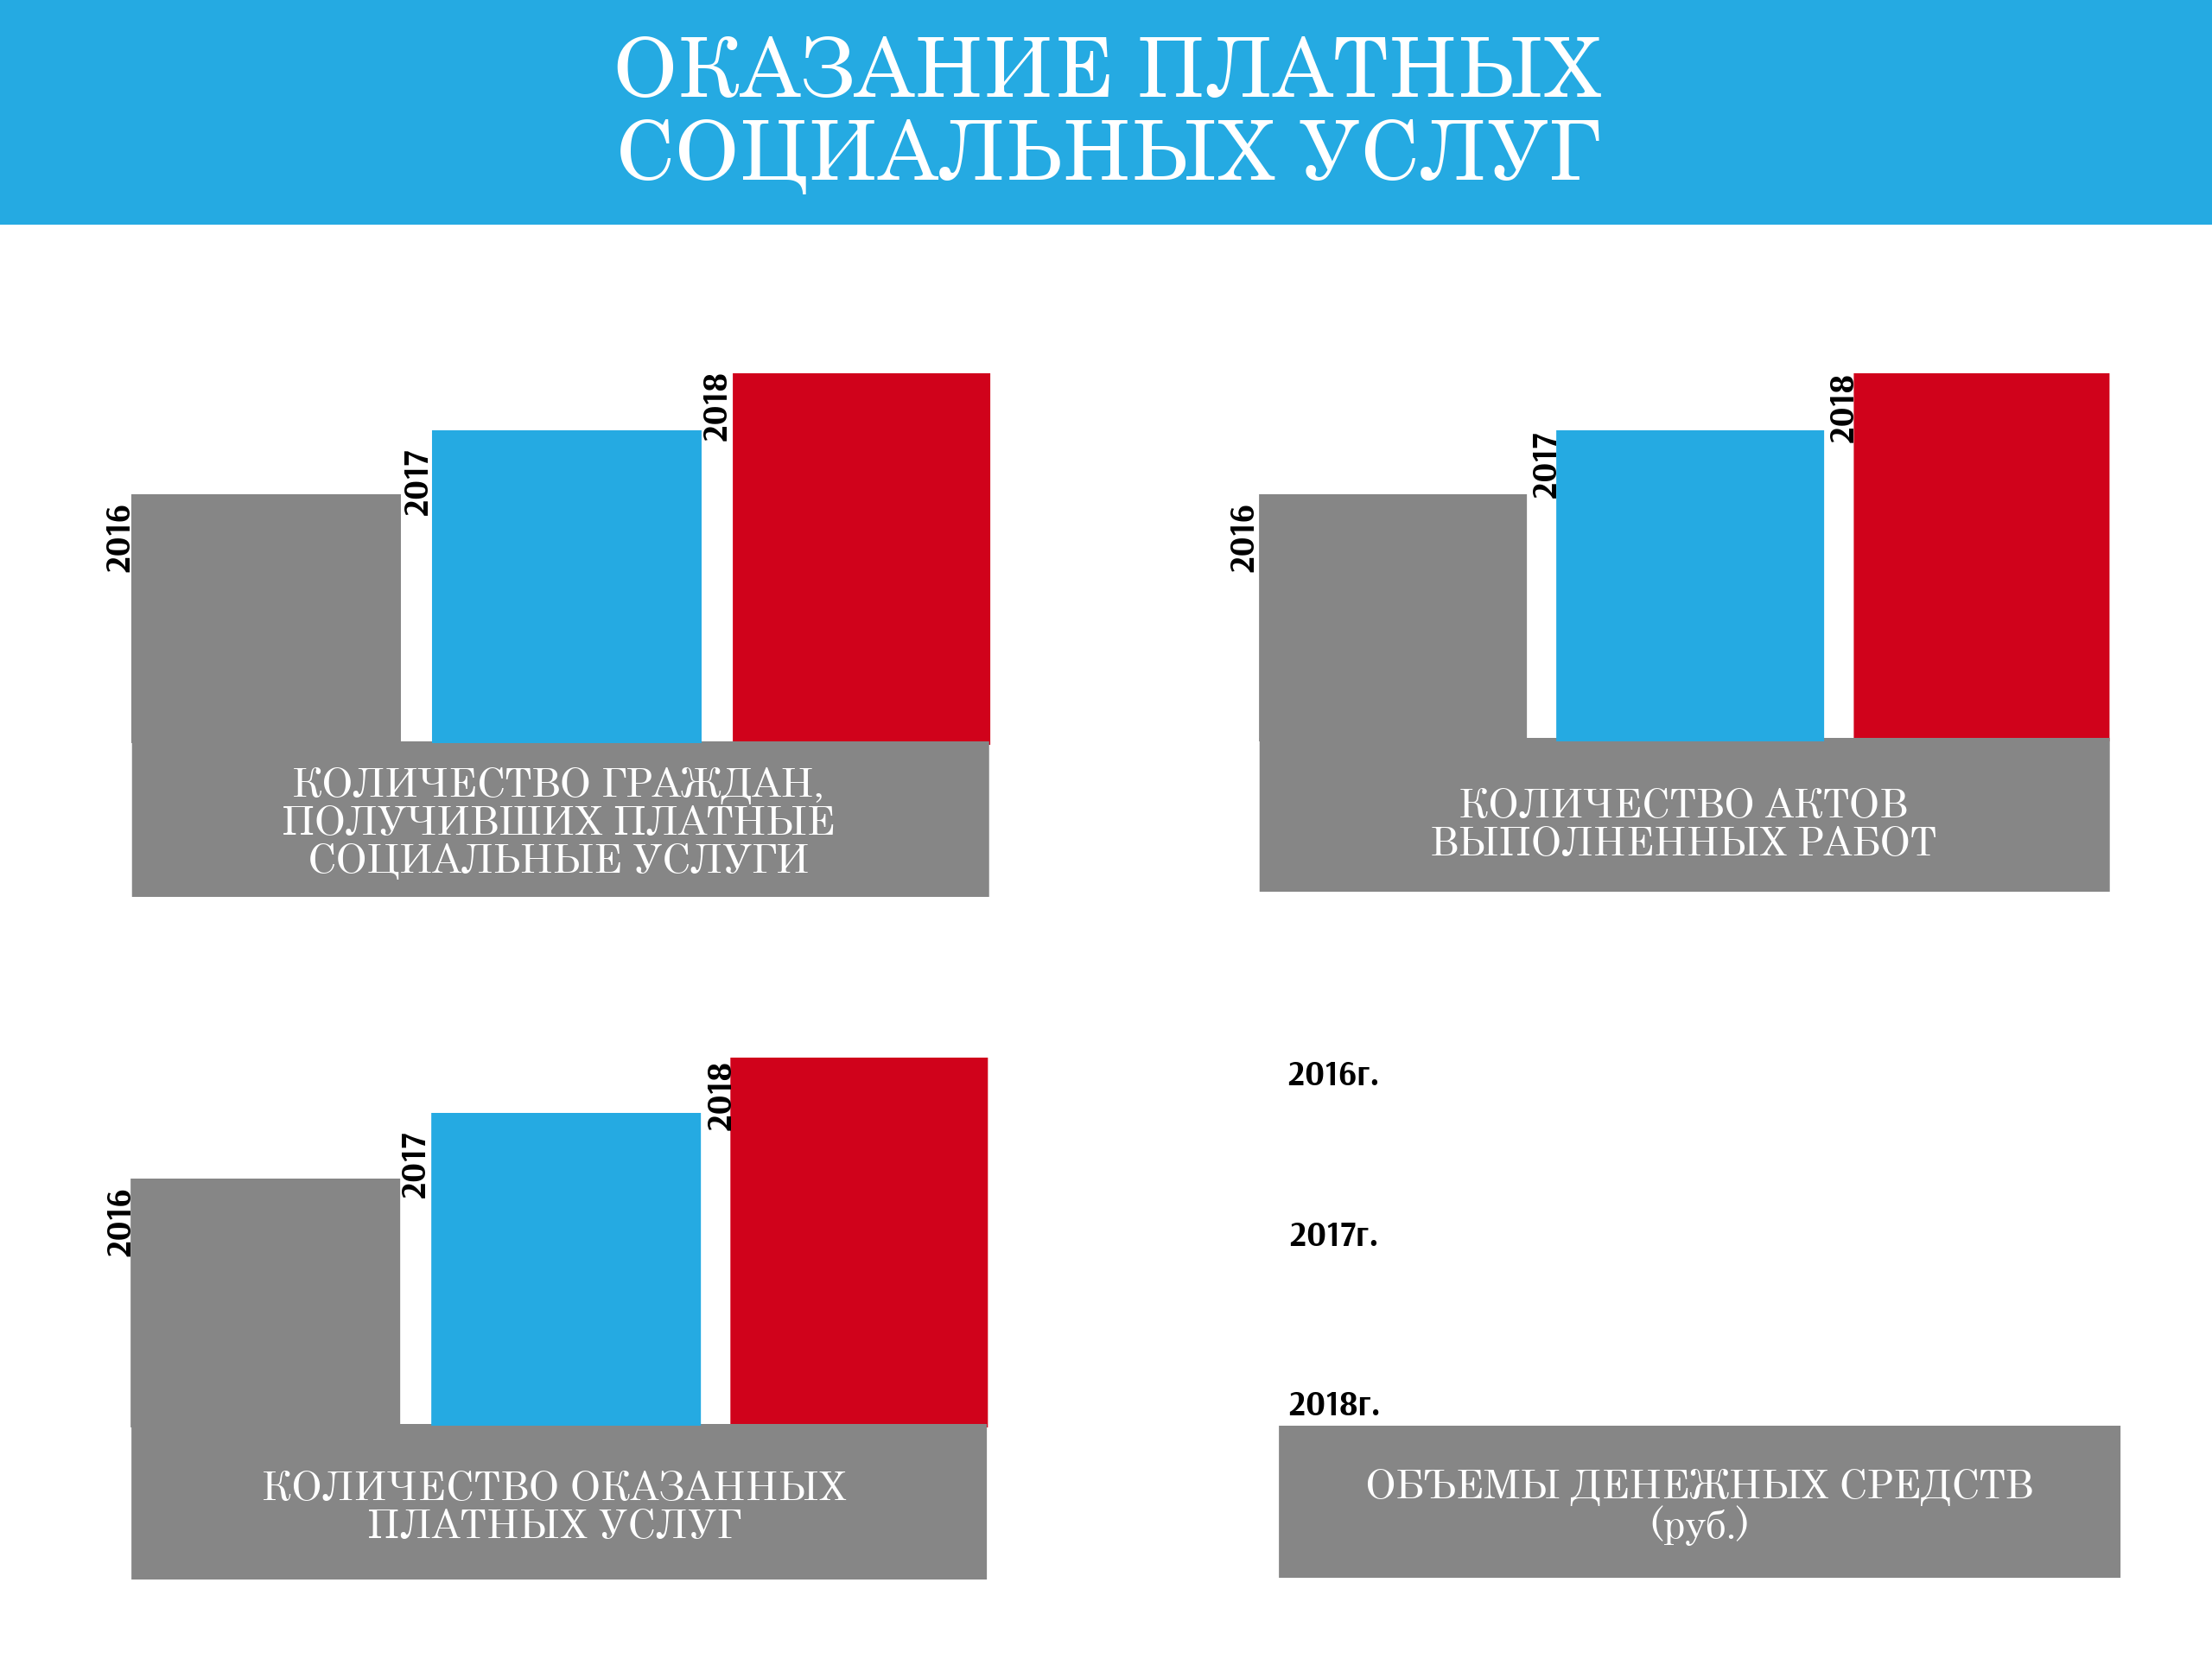 ОКАЗАНИЕ ПЛАТНЫХ
СОЦИАЛЬНЫХ УСЛУГ
2016
2017
2018
КОЛИЧЕСТВО ГРАЖДАН,
ПОЛУЧИВШИХ ПЛАТНЫЕ
СОЦИАЛЬНЫЕ УСЛУГИ
2016
2017
2018
КОЛИЧЕСТВО АКТОВ
ВЫПОЛНЕННЫХ РАБОТ
2016
2017
2018
КОЛИЧЕСТВО ОКАЗАННЫХ
ПЛАТНЫХ УСЛУГ
2016г.
2017г.
2018г.
ОБЪЕМЫ ДЕНЕЖНЫХ СРЕДСТВ
(руб.)